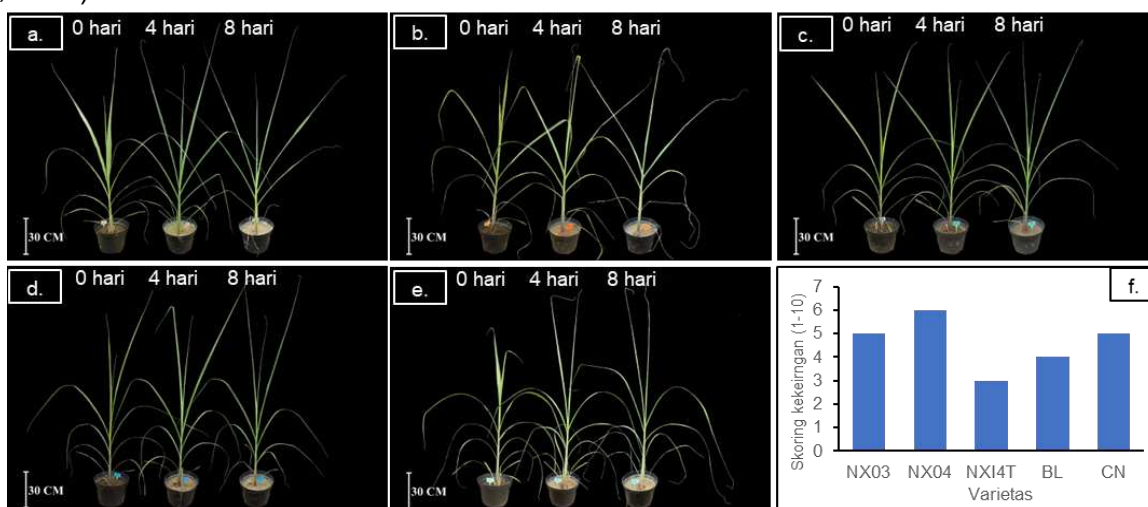 a.
0 hari 4 hari 8 hari
30 CM
b.
0 hari 4 hari 8 hari
30 CM
c.
0 hari 4 hari 8 hari
30 CM
d.
0 hari 4 hari 8 hari
30 CM
e.
0 hari 4 hari 8 hari
30 CM
f.
Skoring kekeirngan (1-10)
7
6
5
4
3
2
1
0
NX03 NX04 NXI4T BL CN
Varietas